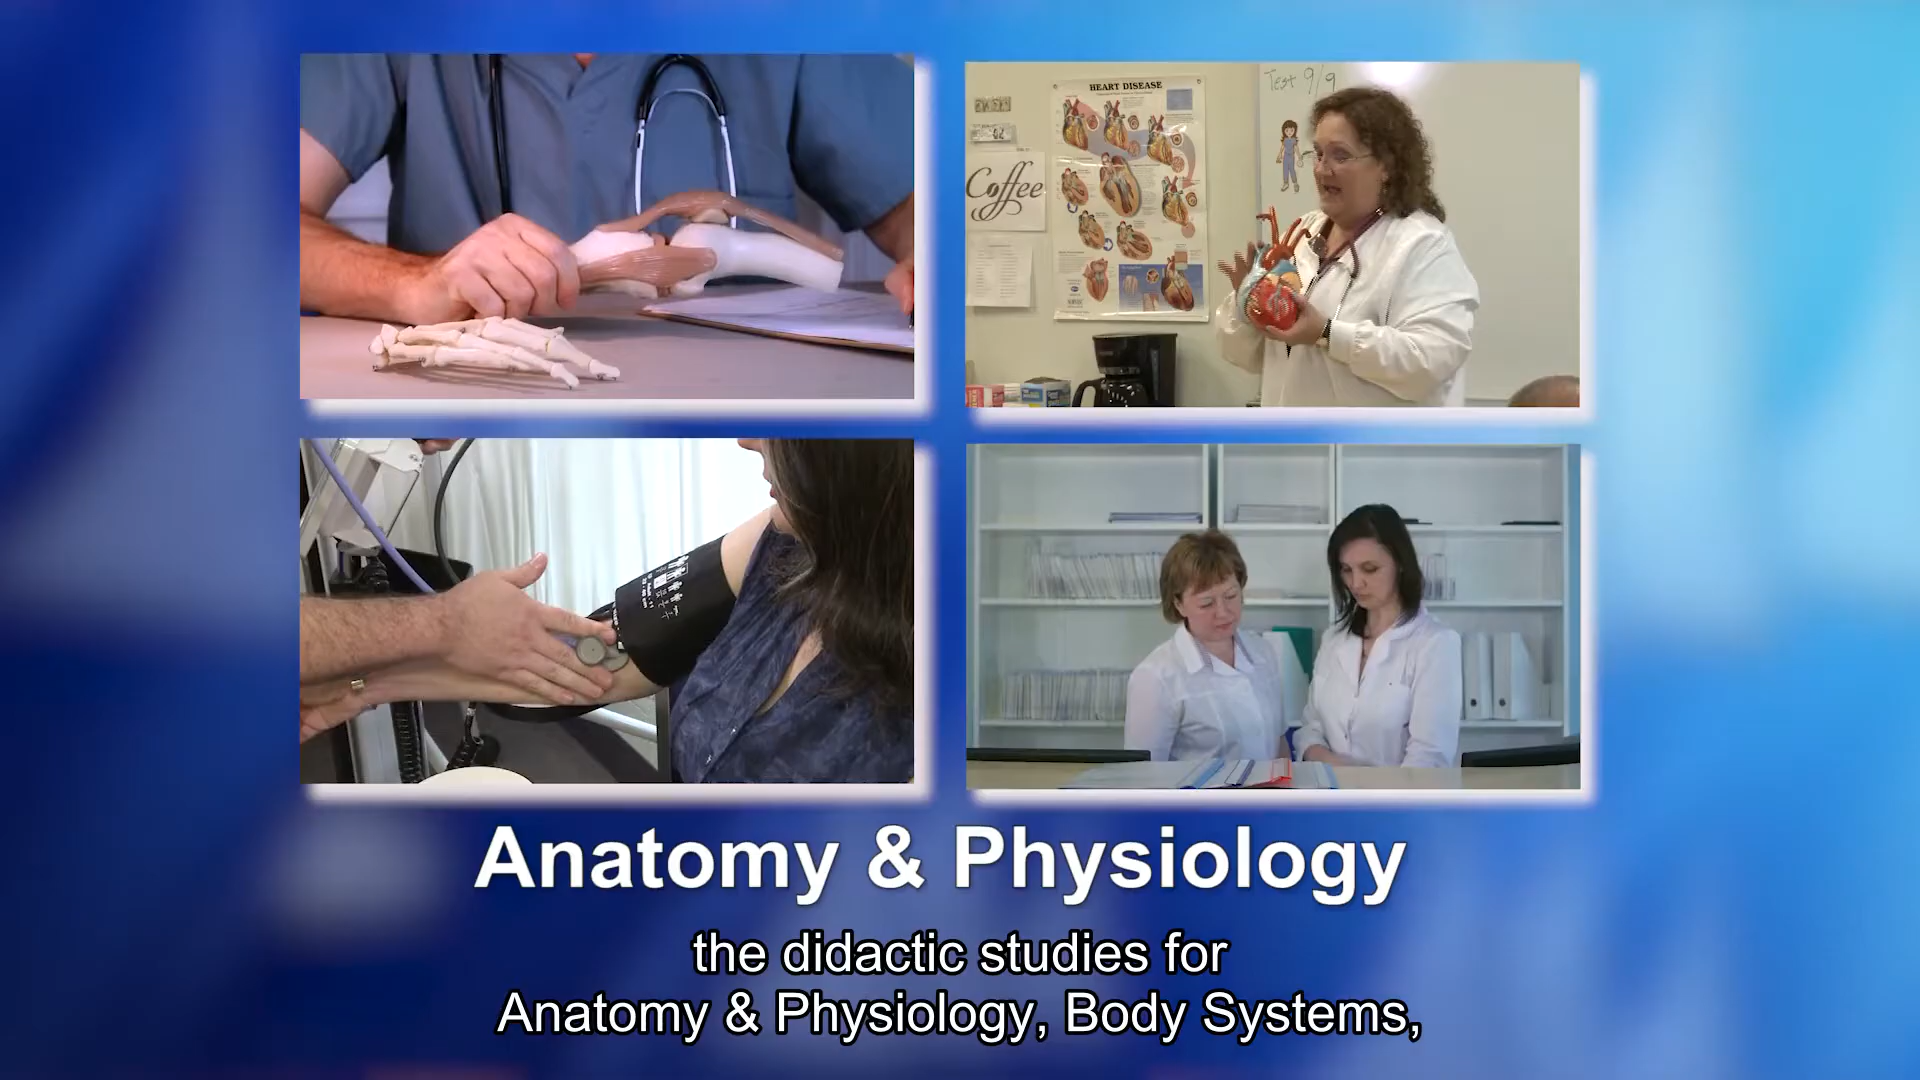 HEART DISEASE
Test 9/9
Coffee
Anatomy & Physiology
the didactic studies for
Anatomy & Physiology, Body Systems,